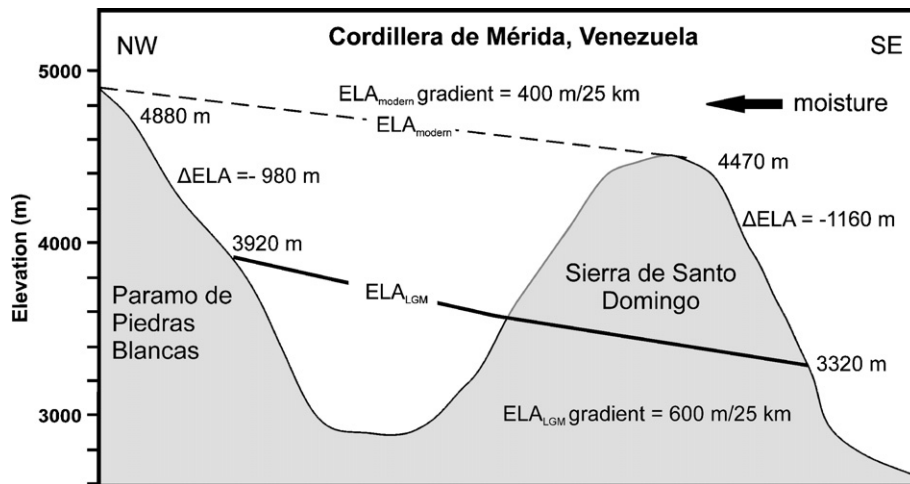 Cordillera de Mérida, Venezuela
NW
SE
5000
4000
3000
Elevation (m)
ELAmodern gradient = 400 m/25 km
moisture
ELAmodern
4880 m
4470 m
ΔELA =- 980 m
ΔELA = -1160 m
3920 m
ELALGM
Sierra de Santo
Domingo
Paramo de
Piedras
Blancas
3320 m
ELALGM gradient = 600 m/25 km